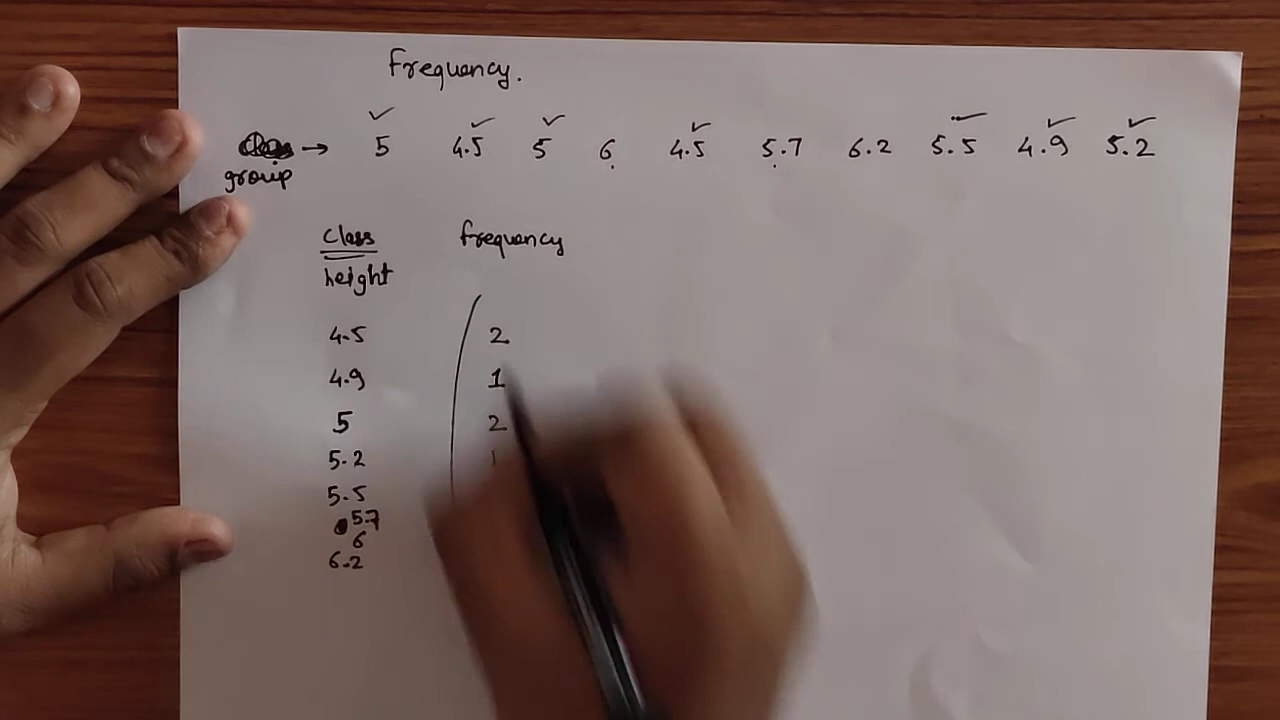 Frequency.
→ 5 4.5 5 6 4.5 5.7 6.2 5.5 4.9 5.2
group
Class frequency
height
4.5 2
4.9 1
5 2
5.2 1
5.5
5.7
6
6.2